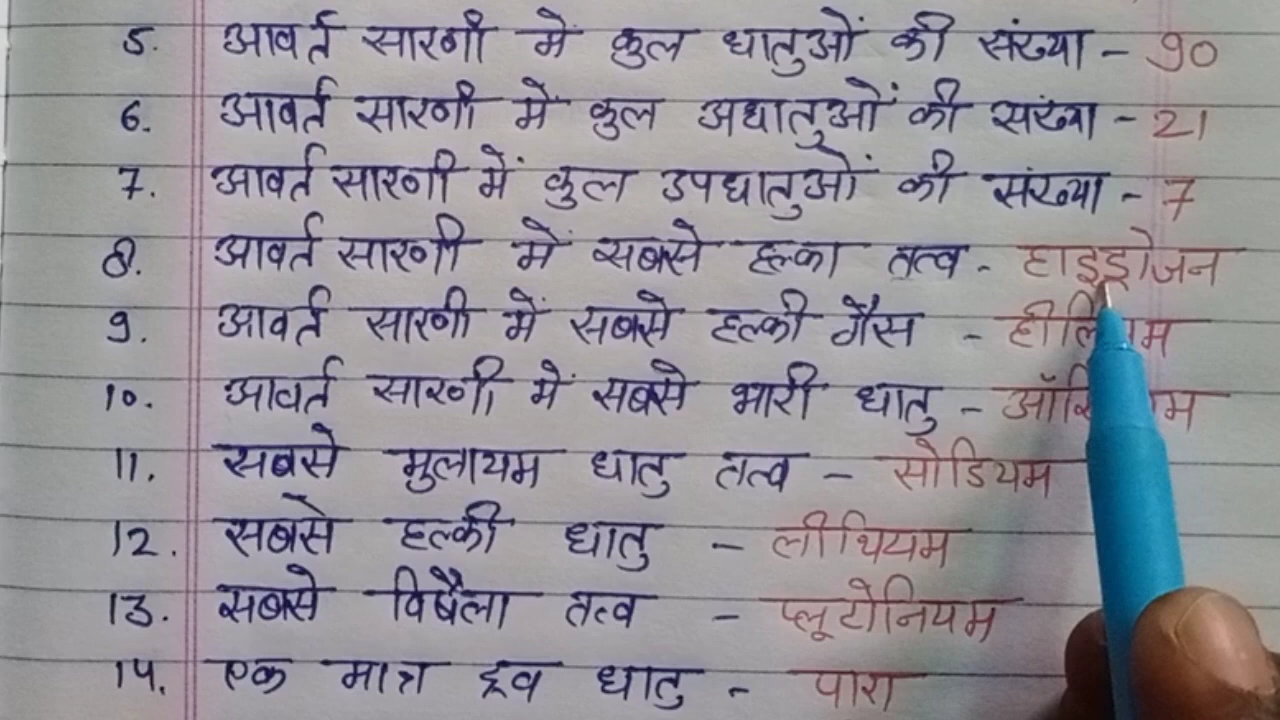 5. आवर्त सारणी में कुल धातुओं की संख्या - 90
6. आवर्त सारणी में कुल अधातुओं की संख्या - 21
7. आवर्त सारणी में कुल उपधातुओं की संख्या - 7
8. आवर्त सारणी में सबसे हल्का तत्व - हाइड्रोजन
9. आवर्त सारणी में सबसे हल्की गैस -
10. आवर्त सारणी में सबसे भारी धातु -
11. सबसे मुलायम धातु तत्व - सोडियम
12. सबसे हल्की धातु - लीथियम
13. सबसे विषैला तत्व - प्लूटोनियम
14. एक मात्र द्रव धातु - पारा